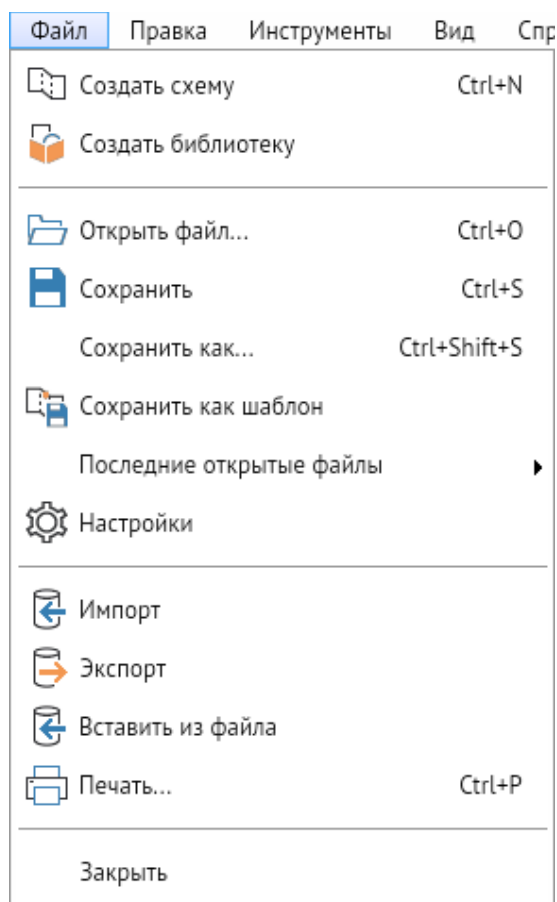 Файл Правка Инструменты Вид Спр
Создать схему Ctrl+N
Создать библиотеку
Открыть файл... Ctrl+O
Сохранить Ctrl+S
Сохранить как... Ctrl+Shift+S
Сохранить как шаблон
Последние открытые файлы
Настройки
Импорт
Экспорт
Вставить из файла
Печать... Ctrl+P
Закрыть